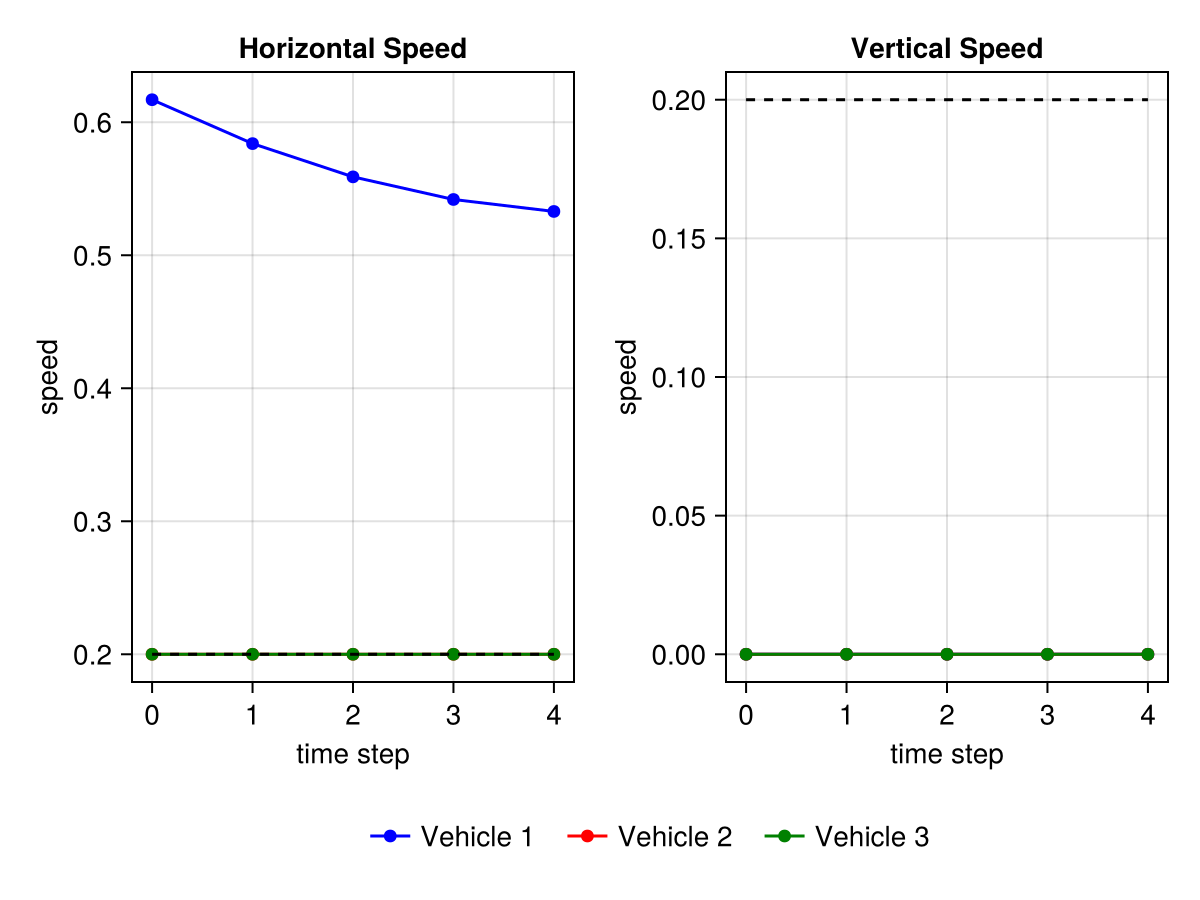 Horizontal Speed
0.6
0.5
0.4
0.3
0.2
speed
0 1 2 3 4
time step
Vertical Speed
0.20
0.15
0.10
0.05
0.00
speed
0 1 2 3 4
time step
Vehicle 1 Vehicle 2 Vehicle 3